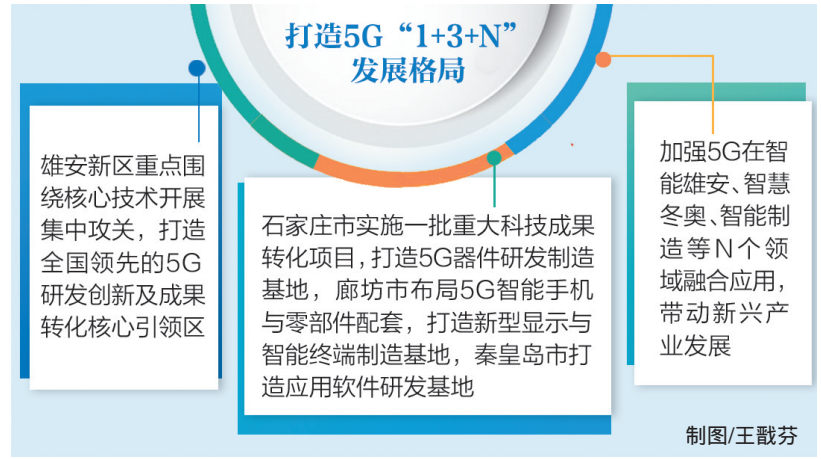 打造5G“1+3+N”
发展格局
雄安新区重点围
绕核心技术开展
集中攻关，打造
全国领先的5G
研发创新及成果
转化核心引领区
石家庄市实施一批重大科技成果
转化项目，打造5G器件研发制造
基地，廊坊市布局5G智能手机
与零部件配套，打造新型显示与
智能终端制造基地，秦皇岛市打
造应用软件研发基地
加强5G在智
能雄安、智慧
冬奥、智能制
造等N个领
域融合应用，
带动新兴产
业发展
制图/王戬芬